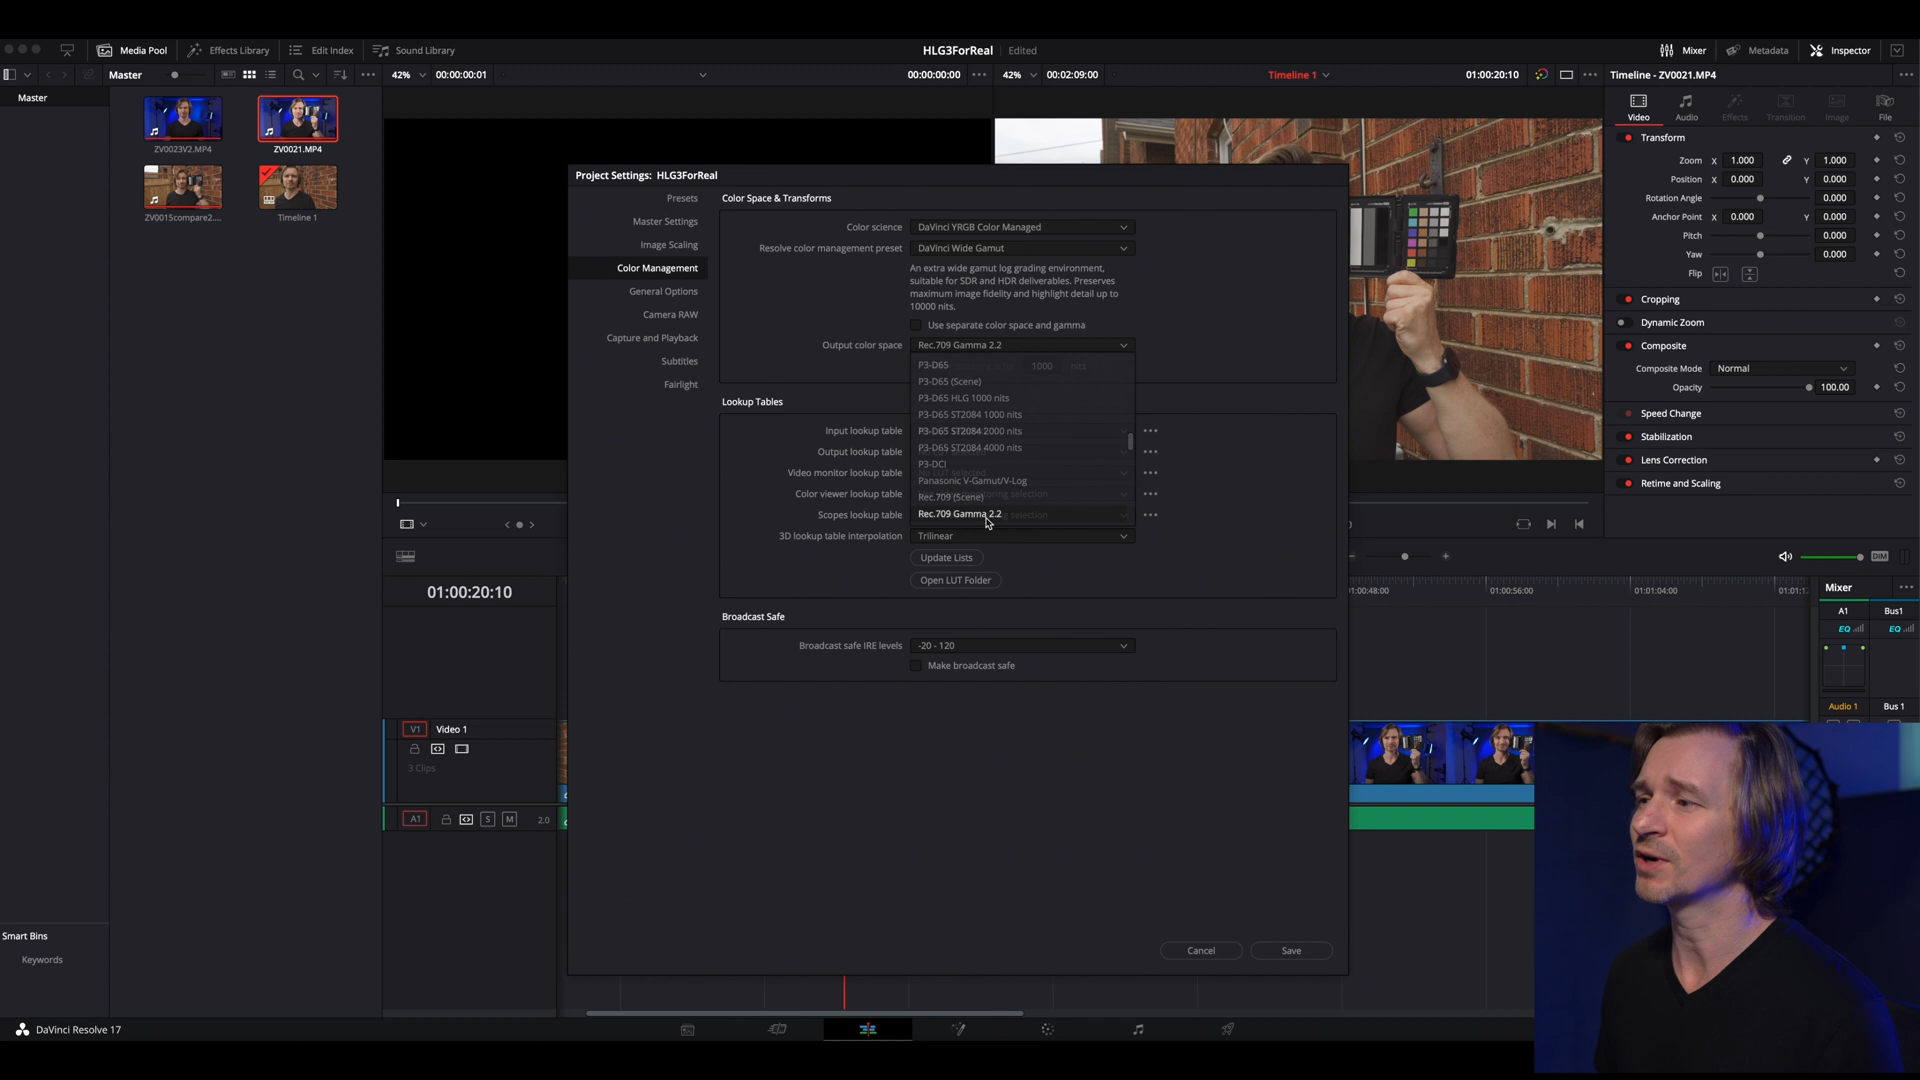 Media Pool Effects Library Edit Index Sound Library HLG3ForReal Edited Mixer Metadata Inspector
Master 42% 00:00:00:01 00:00:00:00 42% 00:02:09:00 Timeline 1 01:00:20:10 Timeline - ZV0021.MP4
Master
ZV0023V2.MP4 ZV0021.MP4
ZV0015compare2.... Timeline 1
Smart Bins
Keywords
Project Settings: HLG3ForReal
Presets
Master Settings
Image Scaling
Color Management
General Options
Camera RAW
Capture and Playback
Subtitles
Fairlight
Color Space & Transforms
Color science DaVinci YRGB Color Managed
Resolve color management preset DaVinci Wide Gamut
An extra wide gamut log grading environment,
suitable for SDR and HDR deliverables. Preserves
maximum image fidelity and highlight detail up to
10000 nits.
Use separate color space and gamma
Output color space Rec.709 Gamma 2.2
P3-D65 1000 nits
P3-D65 (Scene)
P3-D65 HLG 1000 nits
P3-D65 ST2084 1000 nits
P3-D65 ST2084 2000 nits
P3-D65 ST2084 4000 nits
P3-DCI
Panasonic V-Gamut/V-Log
Rec.709 (Scene)
Rec.709 Gamma 2.2
Lookup Tables
Input lookup table
Output lookup table
Video monitor lookup table
Color viewer lookup table
Scopes lookup table
3D lookup table interpolation Trilinear
Update Lists
Open LUT Folder
Broadcast Safe
Broadcast safe IRE levels -20 - 120
Make broadcast safe
Cancel Save
Video Audio Effects Transition Image File
Transform
Zoom X 1.000 Y 1.000
Position X 0.000 Y 0.000
Rotation Angle 0.000
Anchor Point X 0.000 Y 0.000
Pitch 0.000
Yaw 0.000
Flip
Cropping
Dynamic Zoom
Composite
Composite Mode Normal
Opacity 100.00
Speed Change
Stabilization
Lens Correction
Retime and Scaling
DIM
01:00:20:10
1:00:48:00 01:00:56:00 01:01:04:00 01:01:1
V1 Video 1
3 Clips
A1 S M 2.0
Mixer
A1 Bus1
EQ EQ
Audio 1 Bus 1
DaVinci Resolve 17